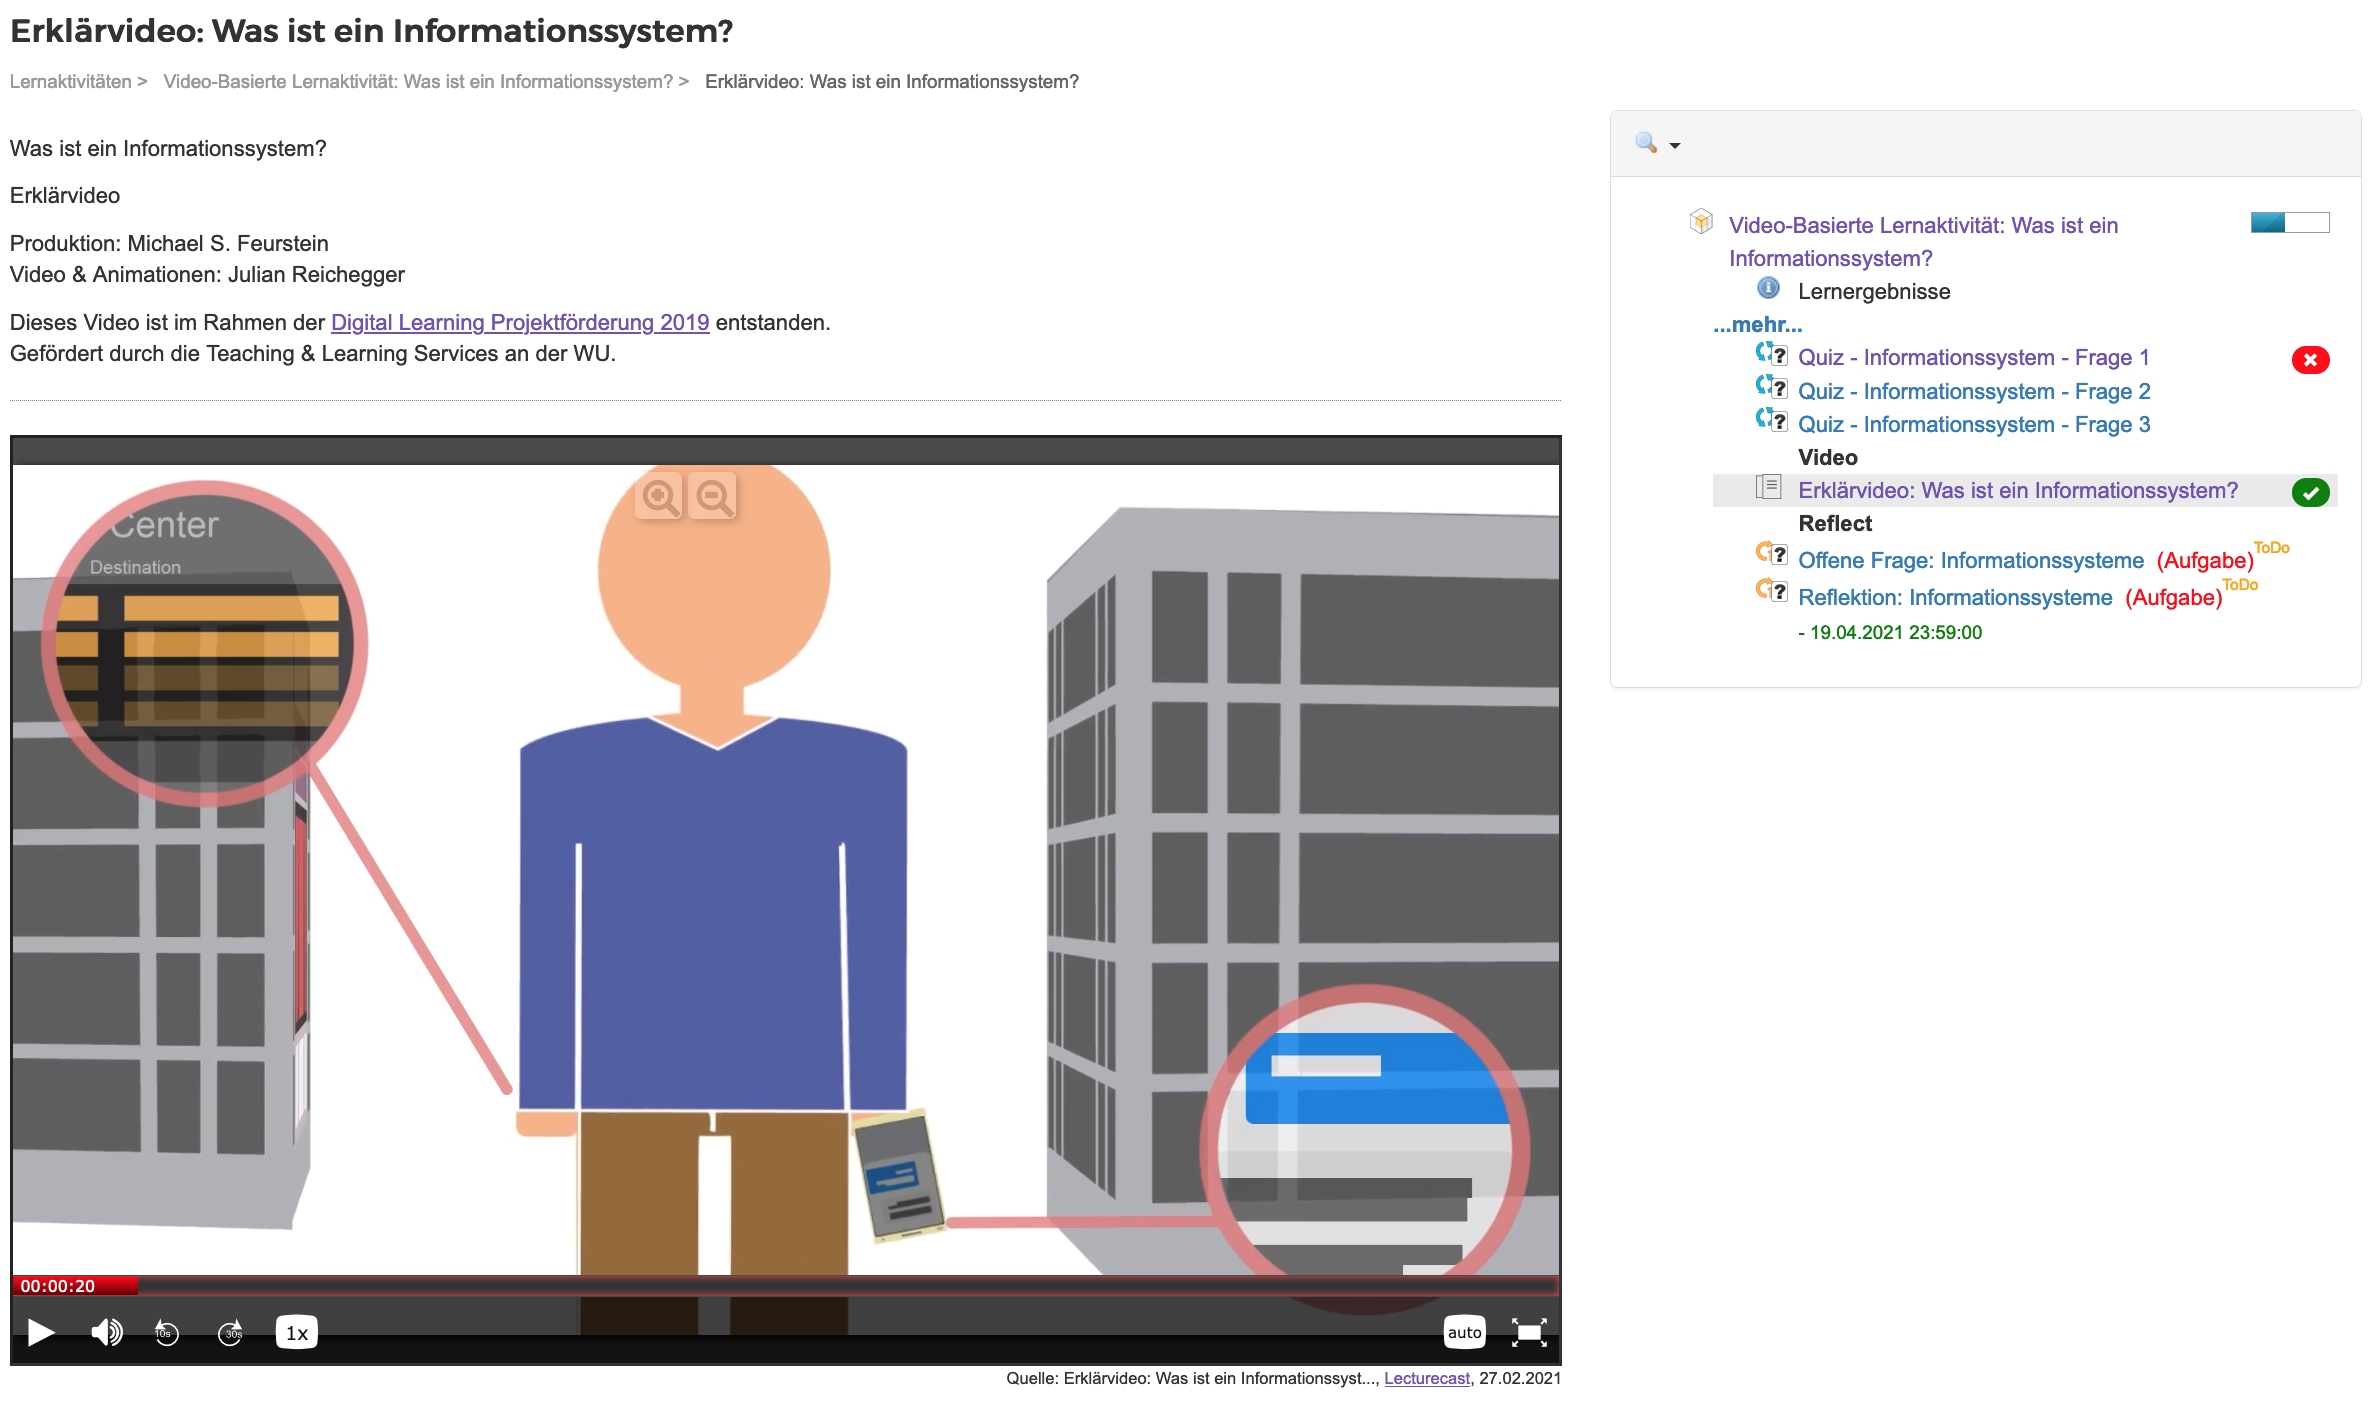 Erklärvideo: Was ist ein Informationssystem?
Lernaktivitäten > Video-Basierte Lernaktivität: Was ist ein Informationssystem? > Erklärvideo: Was ist ein Informationssystem?
Was ist ein Informationssystem?
Erklärvideo
Produktion: Michael S. Feurstein
Video & Animationen: Julian Reichegger
Dieses Video ist im Rahmen der Digital Learning Projektförderung 2019 entstanden.
Gefördert durch die Teaching & Learning Services an der WU.
Center
Destination
00:00:20
10s
30s
1x
auto
Quelle: Erklärvideo: Was ist ein Informationssyst..., Lecturecast, 27.02.2021
Video-Basierte Lernaktivität: Was ist ein
Informationssystem?
Lernergebnisse
...mehr...
Quiz - Informationssystem - Frage 1
Quiz - Informationssystem - Frage 2
Quiz - Informationssystem - Frage 3
Video
Erklärvideo: Was ist ein Informationssystem?
Reflect
Offene Frage: Informationssysteme (Aufgabe) ToDo
Reflektion: Informationssysteme (Aufgabe) ToDo
- 19.04.2021 23:59:00